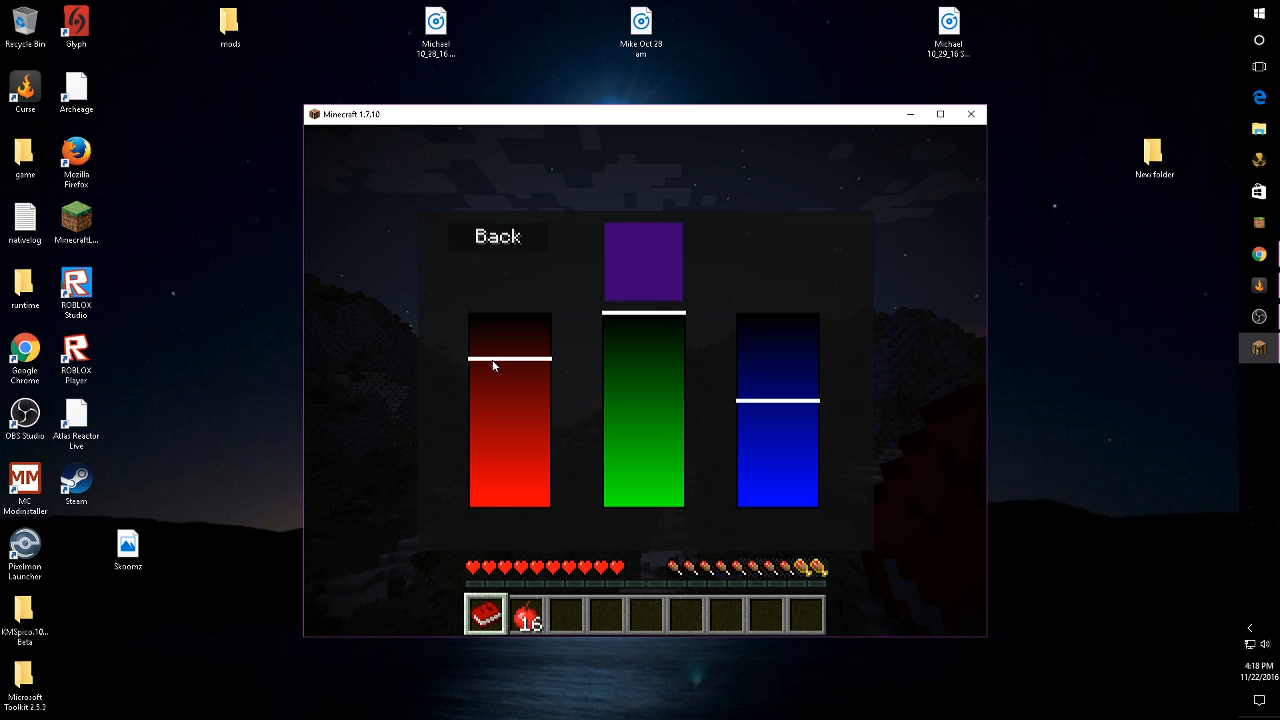 Recycle Bin
Glyph
mods
Michael
10_28_16 ...
Mike Oct 28
am
Michael
10_29_16 S...
Curse
Archeage
Minecraft 1.7.10
game
Mozilla
Firefox
New folder
nativelog
MinecraftL...
Back
runtime
ROBLOX
Studio
Google
Chrome
ROBLOX
Player
OBS Studio
Atlas Reactor
Live
MM
MC
Modinstaller
Steam
Pixelmon
Launcher
Skoomz
16
KMSpico.10...
Beta
Microsoft
Toolkit 2.5.3
4:18 PM
11/22/2016